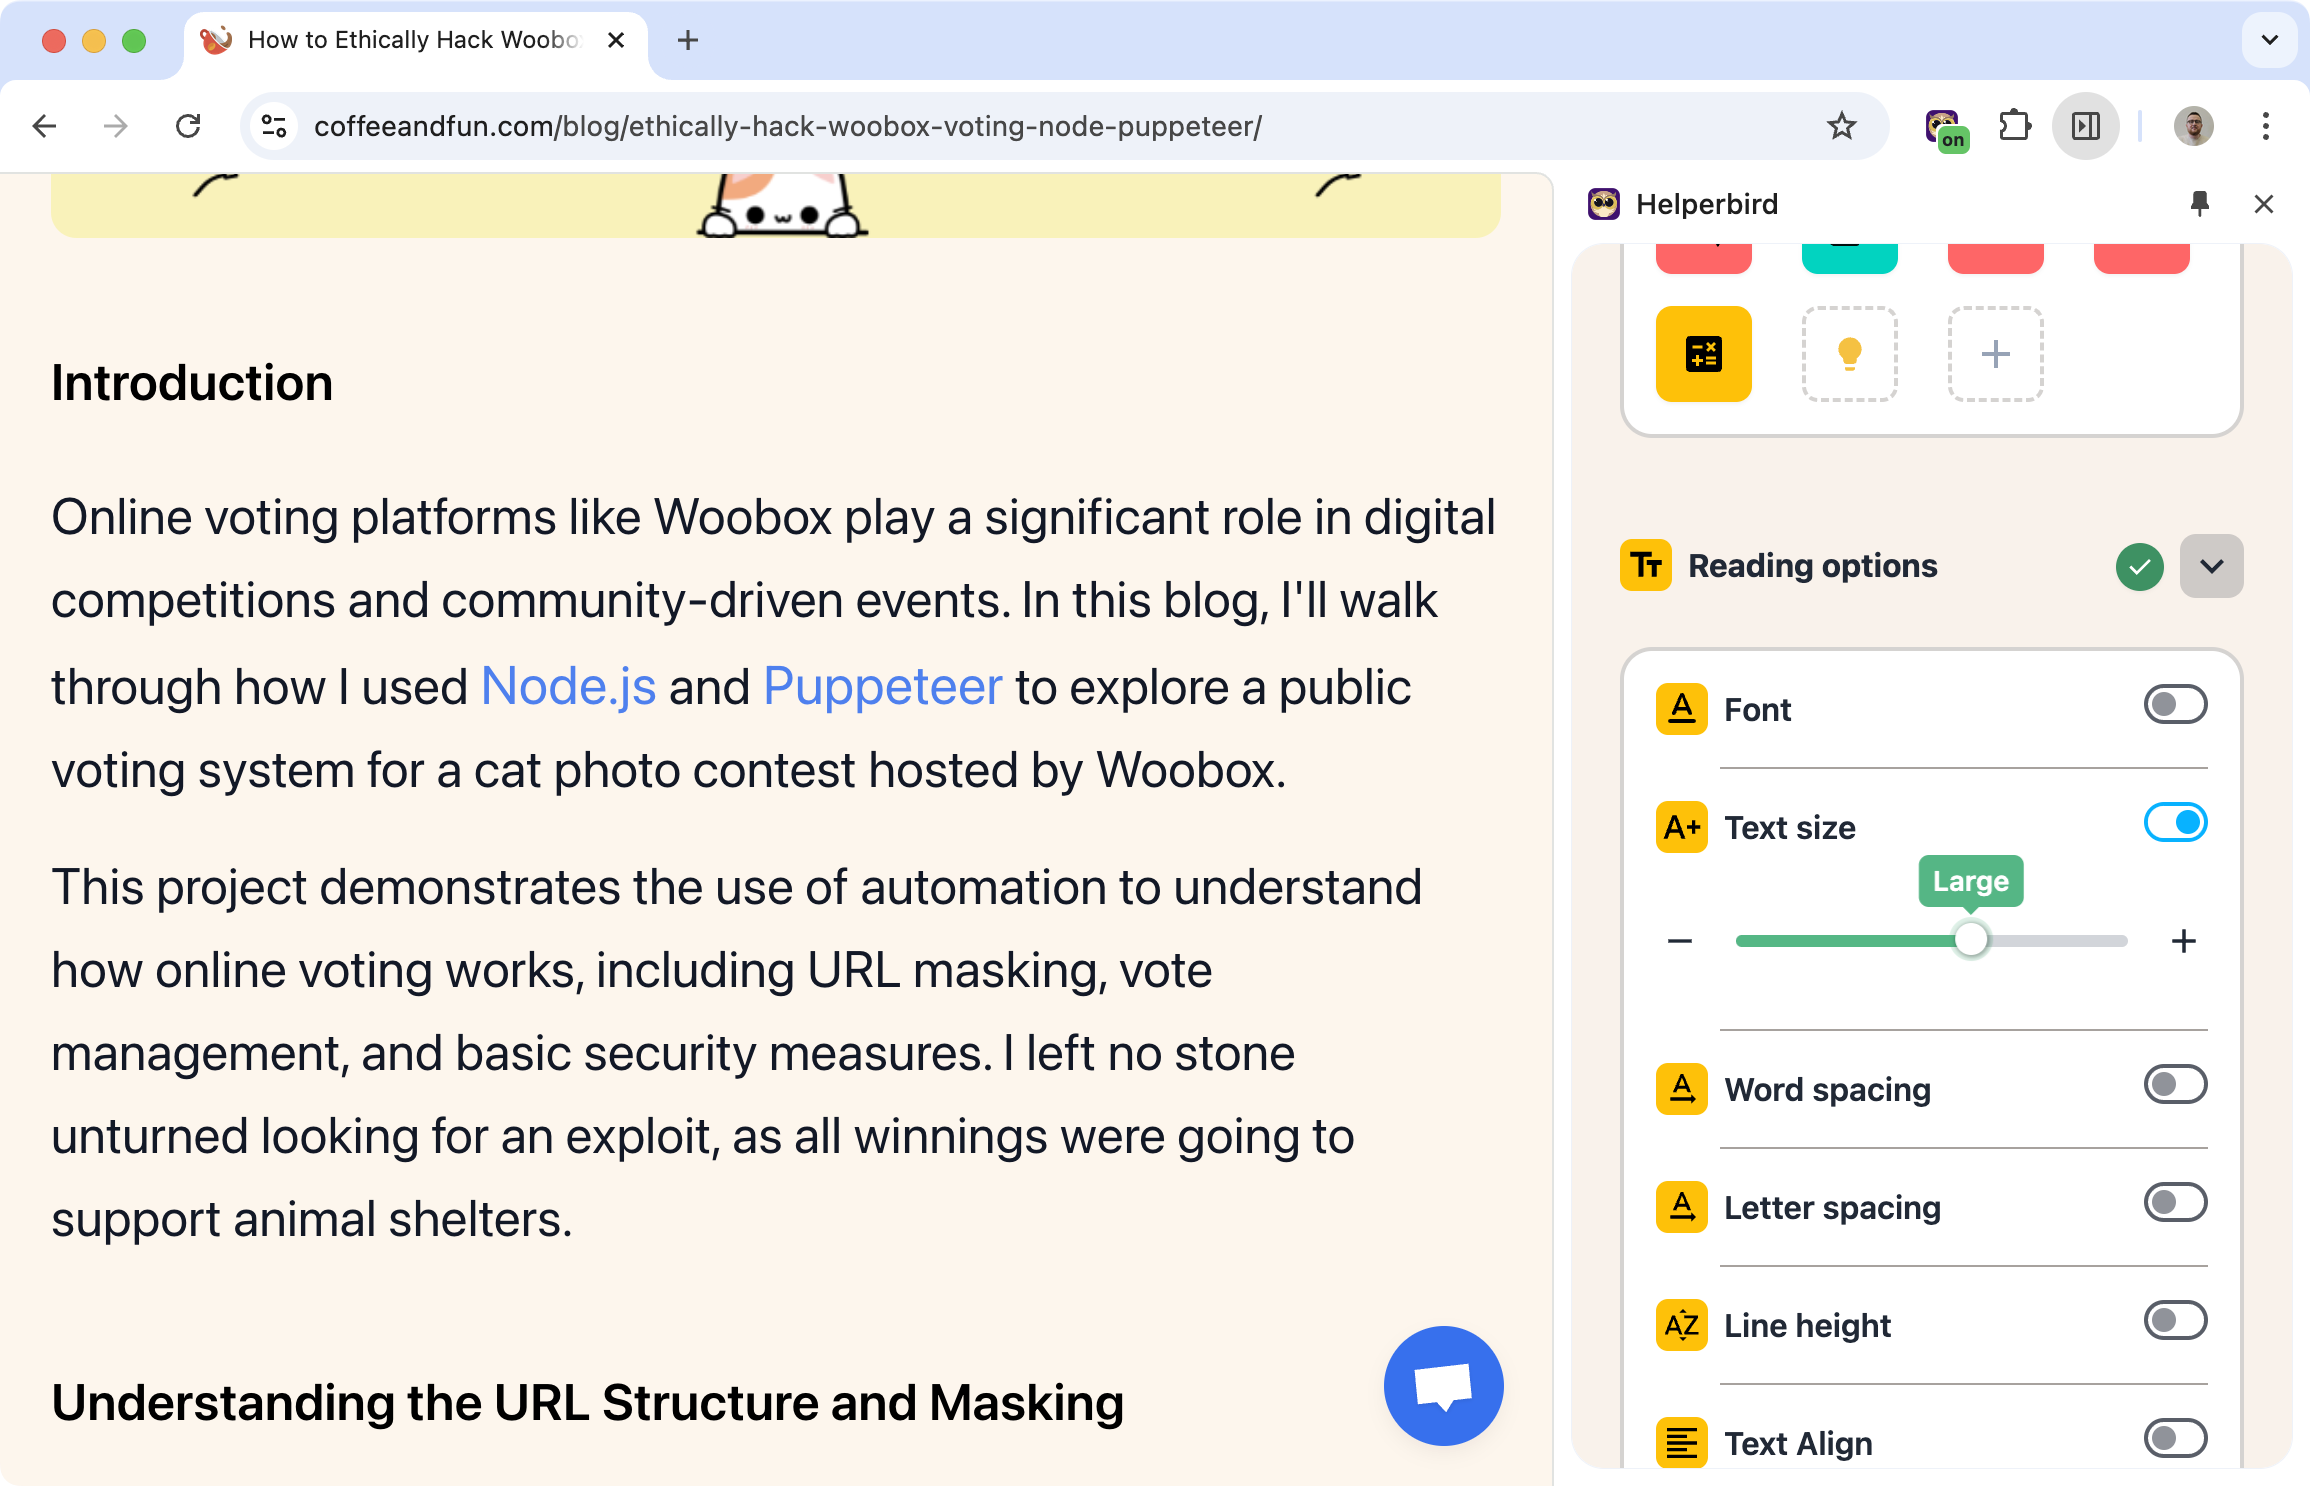 How to Ethically Hack Woobo
coffeeandfun.com/blog/ethically-hack-woobox-voting-node-puppeteer/
on
Introduction
Online voting platforms like Woobox play a significant role in digital
competitions and community-driven events. In this blog, I'll walk
through how I used Node.js and Puppeteer to explore a public
voting system for a cat photo contest hosted by Woobox.
This project demonstrates the use of automation to understand
how online voting works, including URL masking, vote
management, and basic security measures. I left no stone
unturned looking for an exploit, as all winnings were going to
support animal shelters.
Understanding the URL Structure and Masking
Helperbird
Reading options
Font
Text size
Large
Word spacing
Letter spacing
Line height
Text Align